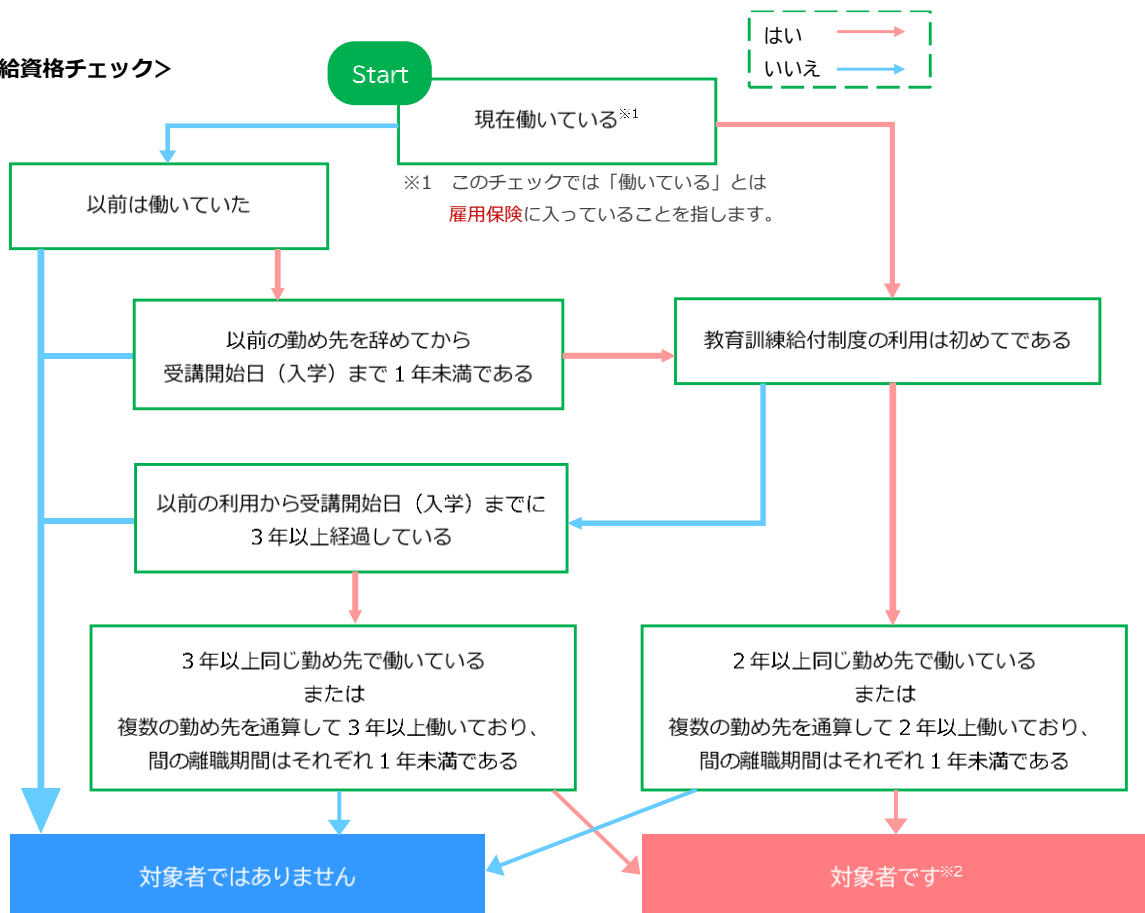 給資格チェック>
はい
いいえ
Start
現在働いている※1
※1　このチェックでは「働いている」とは
雇用保険に入っていることを指します。
以前は働いていた
以前の勤め先を辞めてから
受講開始日（入学）まで１年未満である
教育訓練給付制度の利用は初めてである
以前の利用から受講開始日（入学）までに
３年以上経過している
３年以上同じ勤め先で働いている
または
複数の勤め先を通算して３年以上働いており、
間の離職期間はそれぞれ１年未満である
２年以上同じ勤め先で働いている
または
複数の勤め先を通算して２年以上働いており、
間の離職期間はそれぞれ１年未満である
対象者ではありません
対象者です※2